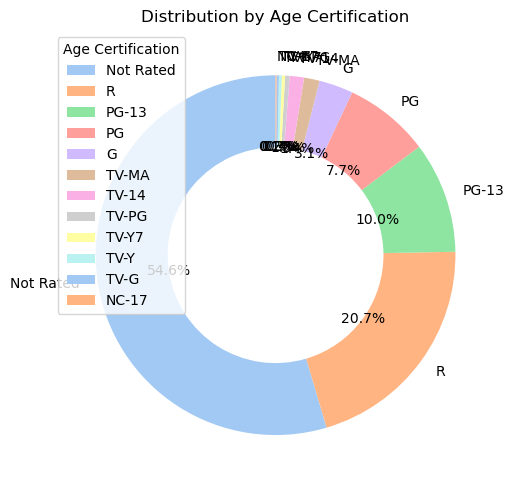 Distribution by Age Certification
Age Certification
Not Rated
R
PG-13
PG
G
TV-MA
TV-14
TV-PG
TV-Y7
TV-Y
TV-G
NC-17
TV-MA
G
PG
PG-13
R
Not Rated
3.1%
7.7%
10.0%
20.7%
54.6%